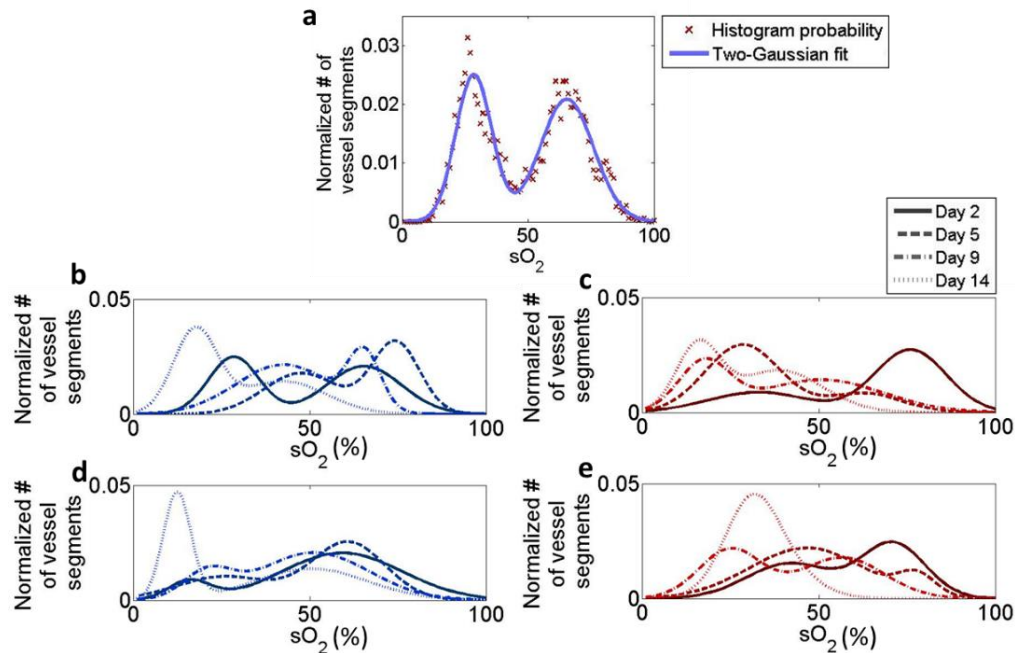 a
Normalized # of
vessel segments
0.03
0.02
0.01
0
0
50
100
sO2
Histogram probability
Two-Gaussian fit
Day 2
Day 5
Day 9
Day 14
b
Normalized #
of vessel
segments
0.05
0
0
50
100
sO2 (%)
c
Normalized #
of vessel
segments
0.05
0
0
50
100
sO2 (%)
d
Normalized #
of vessel
segments
0.05
0
0
50
100
sO2 (%)
e
Normalized #
of vessel
segments
0.05
0
0
50
100
sO2 (%)